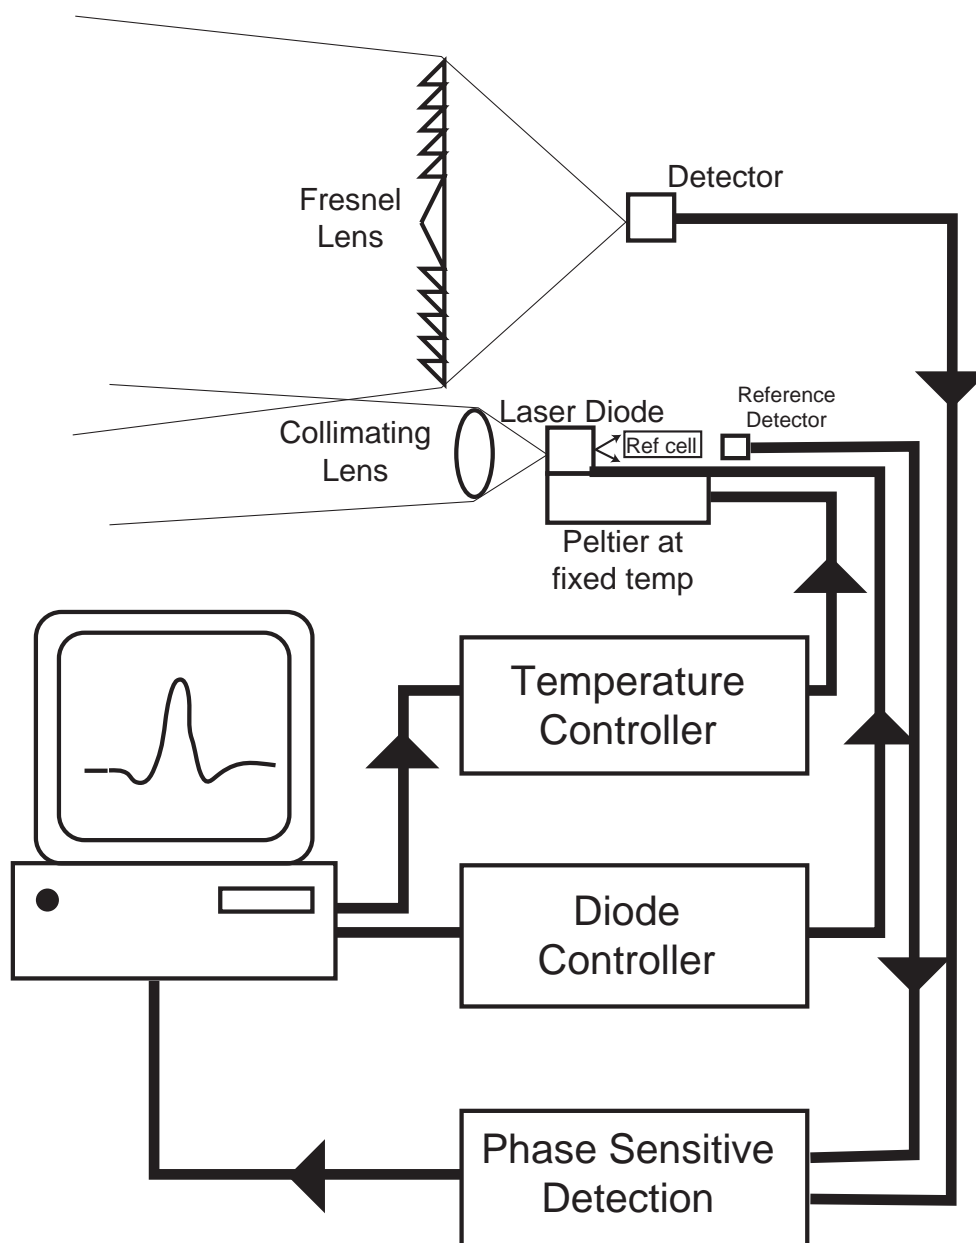 Detector
Fresnel
Lens
Reference
Detector
Laser Diode
Collimating
Lens
Ref cell
Peltier at
fixed temp
Temperature
Controller
Diode
Controller
Phase Sensitive
Detection